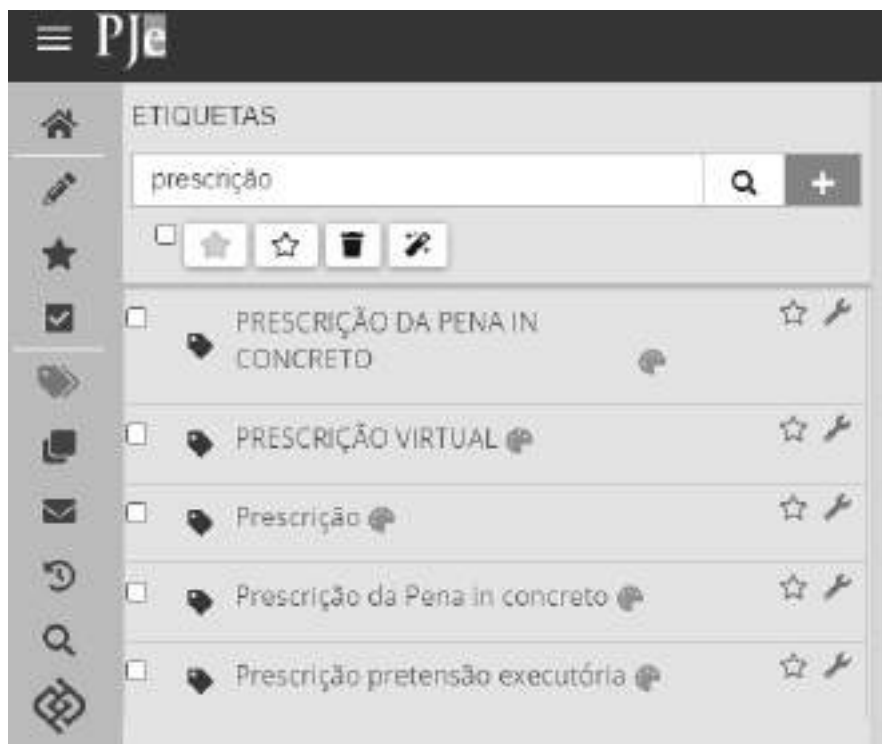 PJe
ETIQUETAS
prescrição
PRESCRIÇÃO DA PENA IN
CONCRETO
PRESCRIÇÃO VIRTUAL
Prescrição
Prescrição da Pena in concreto
Prescrição pretensão executória